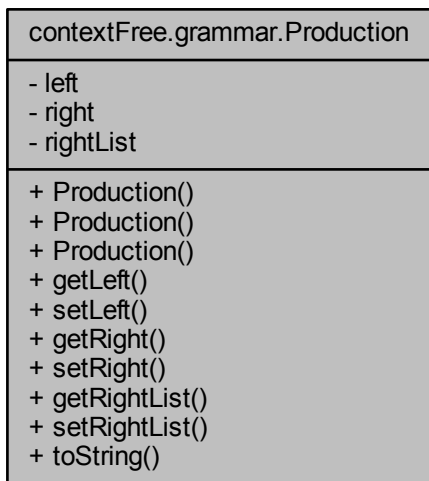 contextFree.grammar.Production
- left
- right
- rightList
+ Production()
+ Production()
+ Production()
+ getLeft()
+ setLeft()
+ getRight()
+ setRight()
+ getRightList()
+ setRightList()
+ toString()